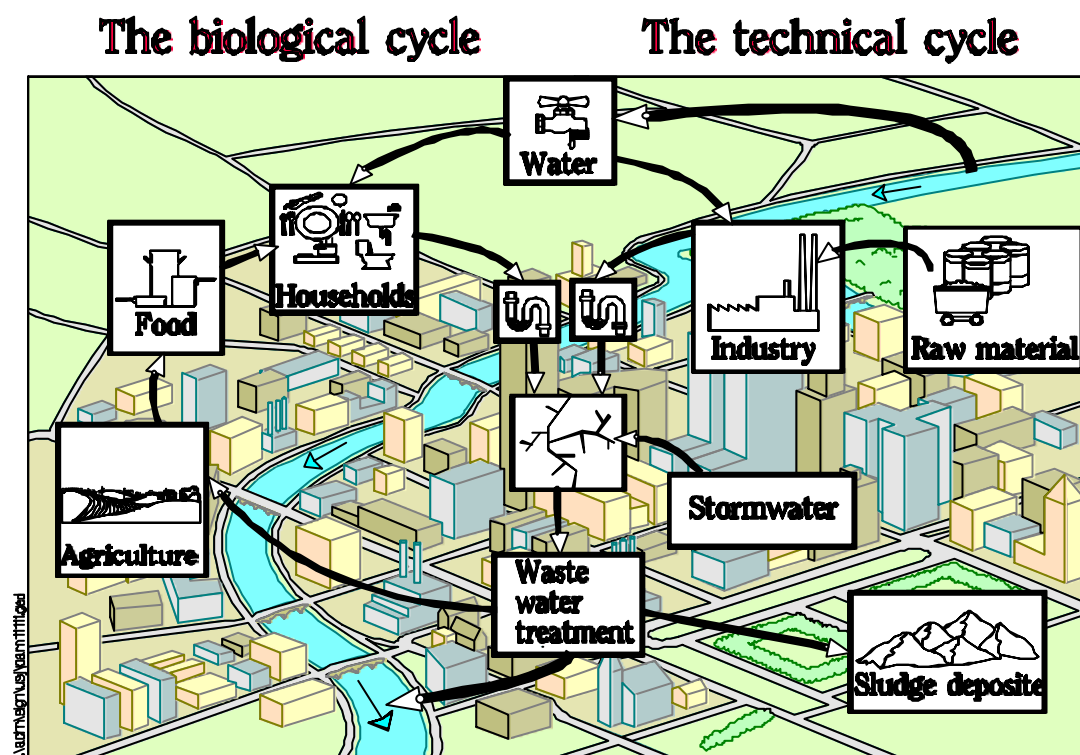 The biological cycle
The technical cycle
Water
Households
Food
Industry
Raw material
Agriculture
Stormwater
Waste
water
treatment
Sludge deposite